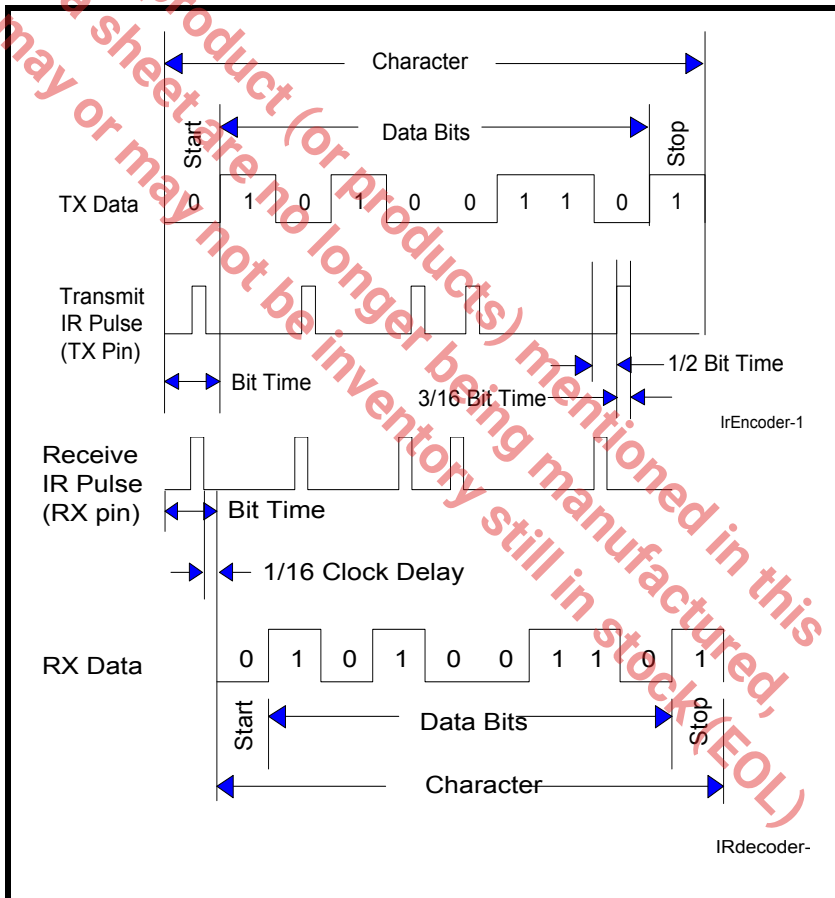 Character
Start
Data Bits
Stop
TX Data
0 1 0 1 0 0 1 1 0 1
Transmit
IR Pulse
(TX Pin)
Bit Time
1/2 Bit Time
3/16 Bit Time
IrEncoder-1
Receive
IR Pulse
(RX pin)
Bit Time
1/16 Clock Delay
RX Data
0 1 0 1 0 0 1 1 0 1
Start
Data Bits
Stop
Character
IRdecoder-
product (or products) mentioned in this
a sheet are no longer being manufactured,
may or may not be inventory still in stock (EOL)